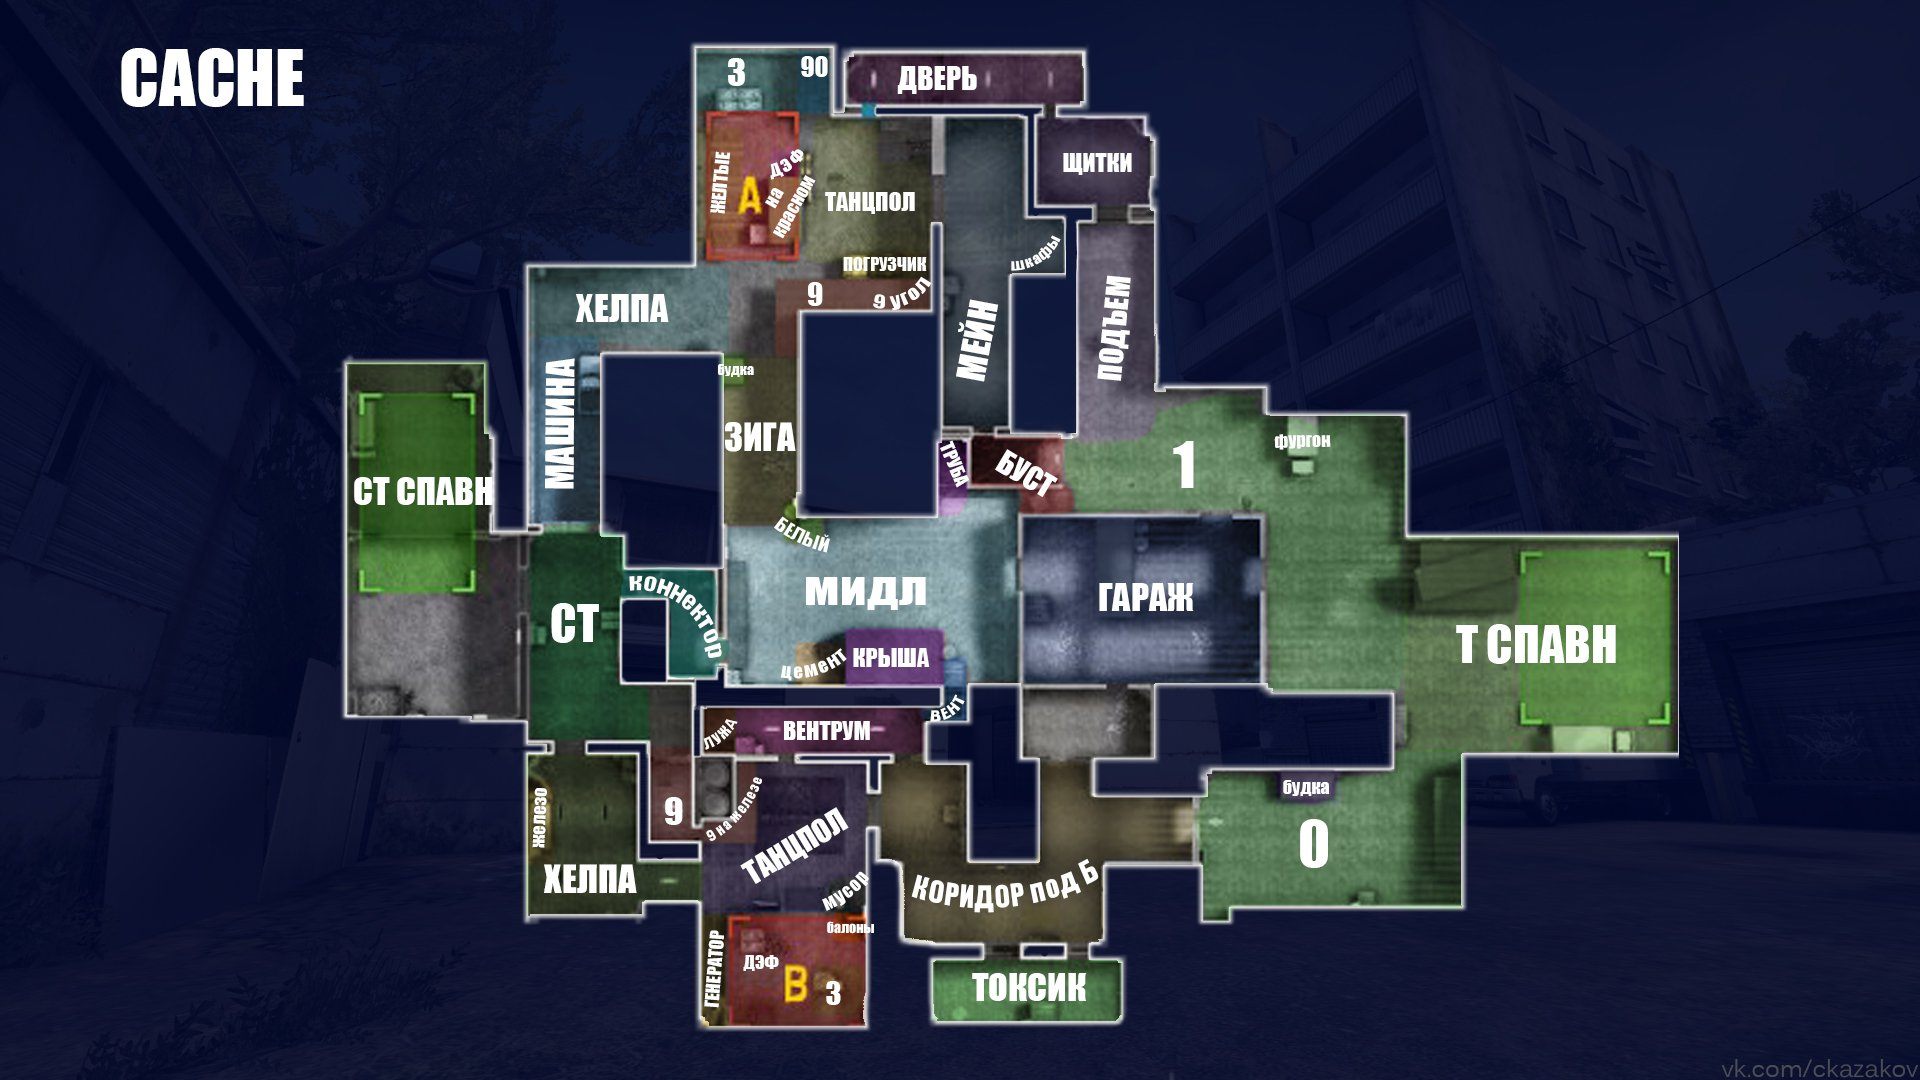 CACHE
3
90
ДВЕРЬ
ЩИТКИ
ЖЕЛТЫЕ
A
ДЭФ
на
красном
ТАНЦПОЛ
ПОГРУЗЧИК
шкафы
9
9 угол
ХЕЛПА
МЕЙН
ПОДЪЕМ
будка
МАШИНА
ЗИГА
ТРУБА
БУСТ
1
фургон
СТ СПАВН
БЕЛЫЙ
КОННЕКТОР
МИДЛ
ГАРАЖ
СТ
Т СПАВН
цемент
КРЫША
ВЕНТ
ЛУЖА
ВЕНТРУМ
железо
9
9 на железе
будка
О
ТАНЦПОЛ
мусор
ХЕЛПА
КОРИДОР ПОД Б
балоны
ГЕНЕРАТОР
ДЭФ
B
3
ТОКСИК
vk.com/ckazakov